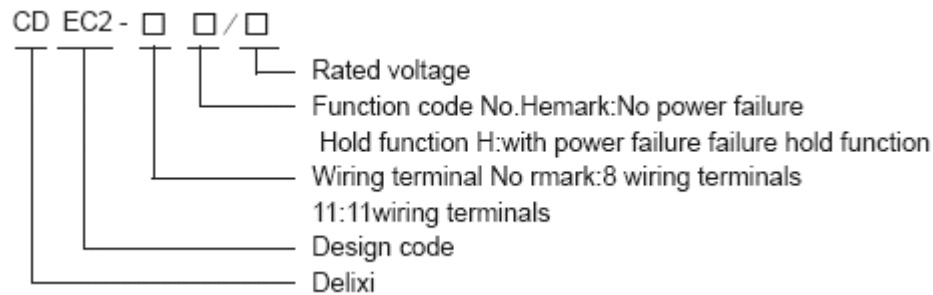 CD EC2 - □ □ / □
Rated voltage
Function code No.Hemark:No power failure
Hold function H:with power failure failure hold function
Wiring terminal No rmark:8 wiring terminals
11:11wiring terminals
Design code
Delixi